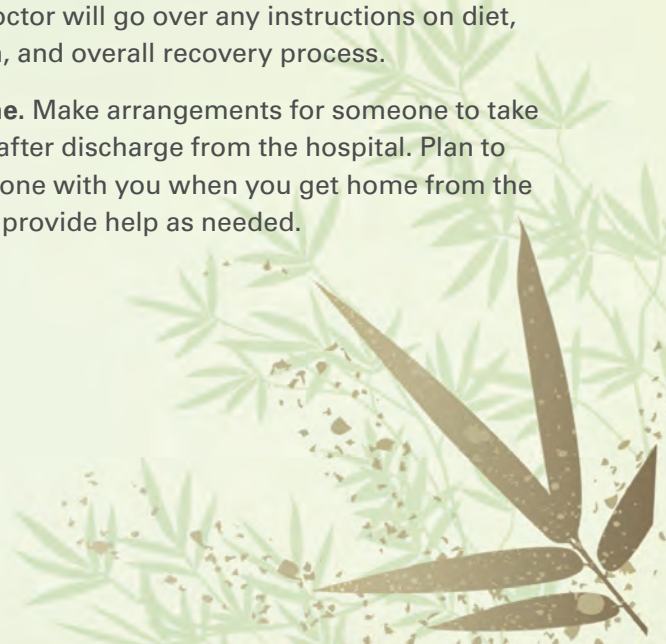 octor will go over any instructions on diet,
, and overall recovery process.
ne. Make arrangements for someone to take
after discharge from the hospital. Plan to
one with you when you get home from the
provide help as needed.